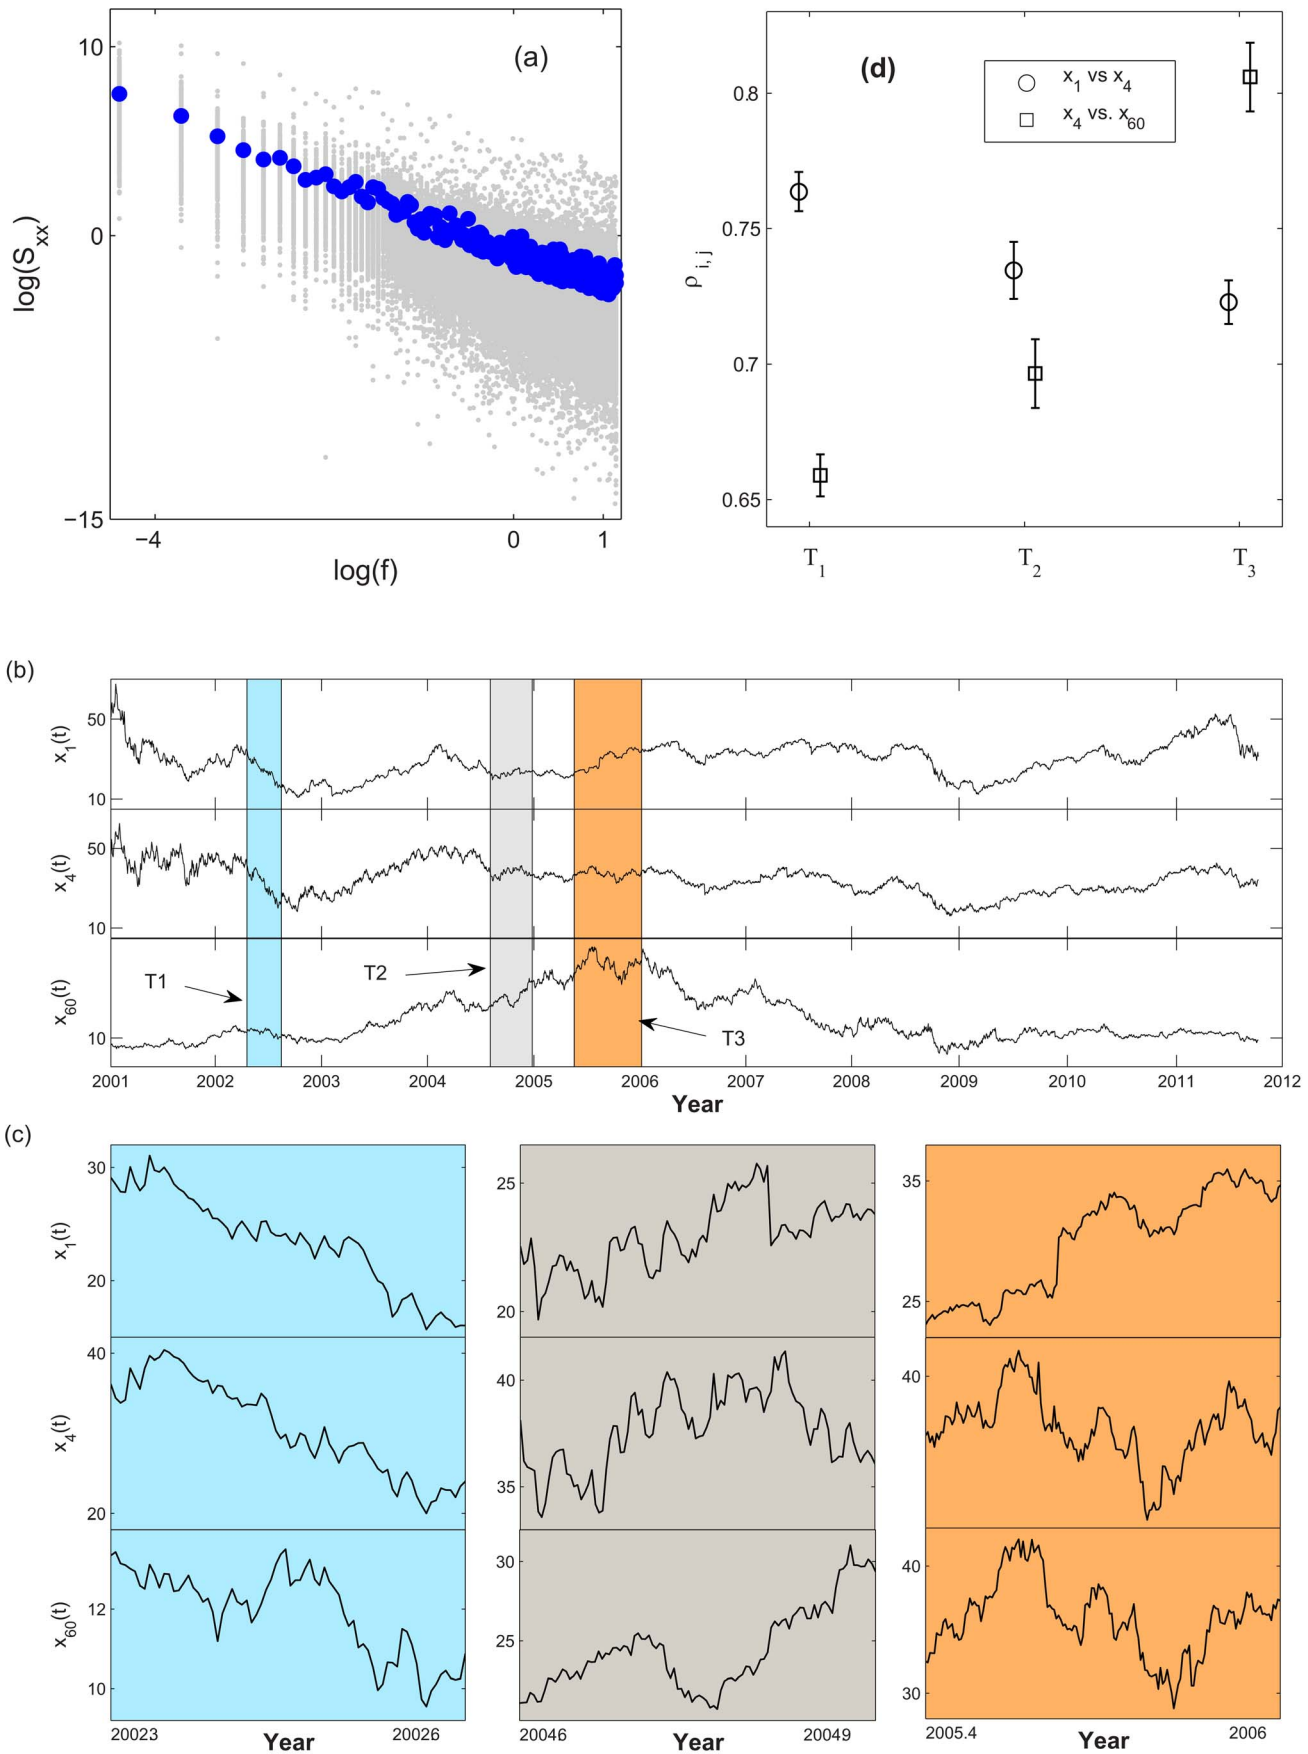 (a)
10
0
−15
log(S_xx)
−4 0 1
log(f)
(d)
x_1 vs x_4
x_4 vs. x_60
0.8
0.75
0.7
0.65
ρ_i,j
T_1 T_2 T_3
(b)
50
10
x_1(t)
50
10
x_4(t)
T1
T2
T3
10
x_60(t)
2001 2002 2003 2004 2005 2006 2007 2008 2009 2010 2011 2012
Year
(c)
30
20
x_1(t)
40
20
x_4(t)
12
10
x_60(t)
20023 20026
Year
25
20
40
35
30
25
20046 20049
Year
35
25
40
40
30
2005.4 2006
Year